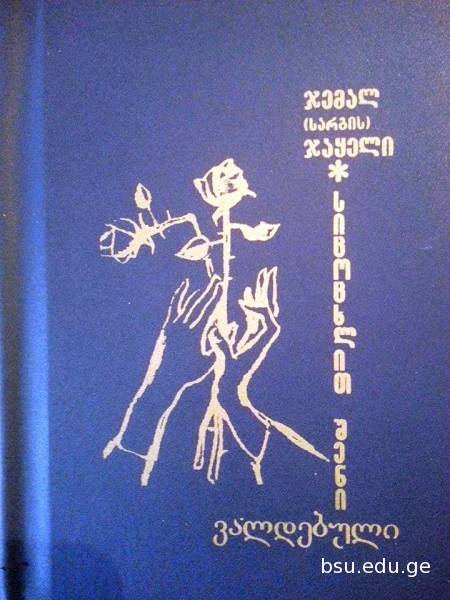 ჯემალ
(სარგის)
ჯაყელი
*
სიცოცხლით შენი
ვალდებული
bsu.edu.ge